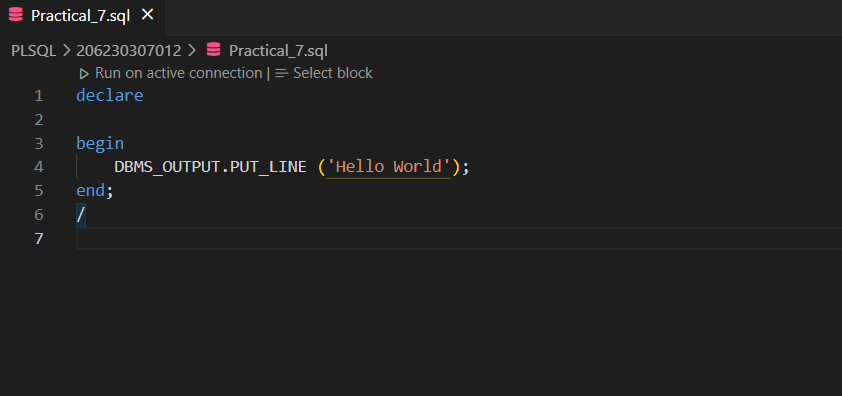 Practical_7.sql ×
PLSQL > 206230307012 > Practical_7.sql
Run on active connection | Select block
1 declare
2
3 begin
4 DBMS_OUTPUT.PUT_LINE ('Hello World');
5 end;
6 /
7